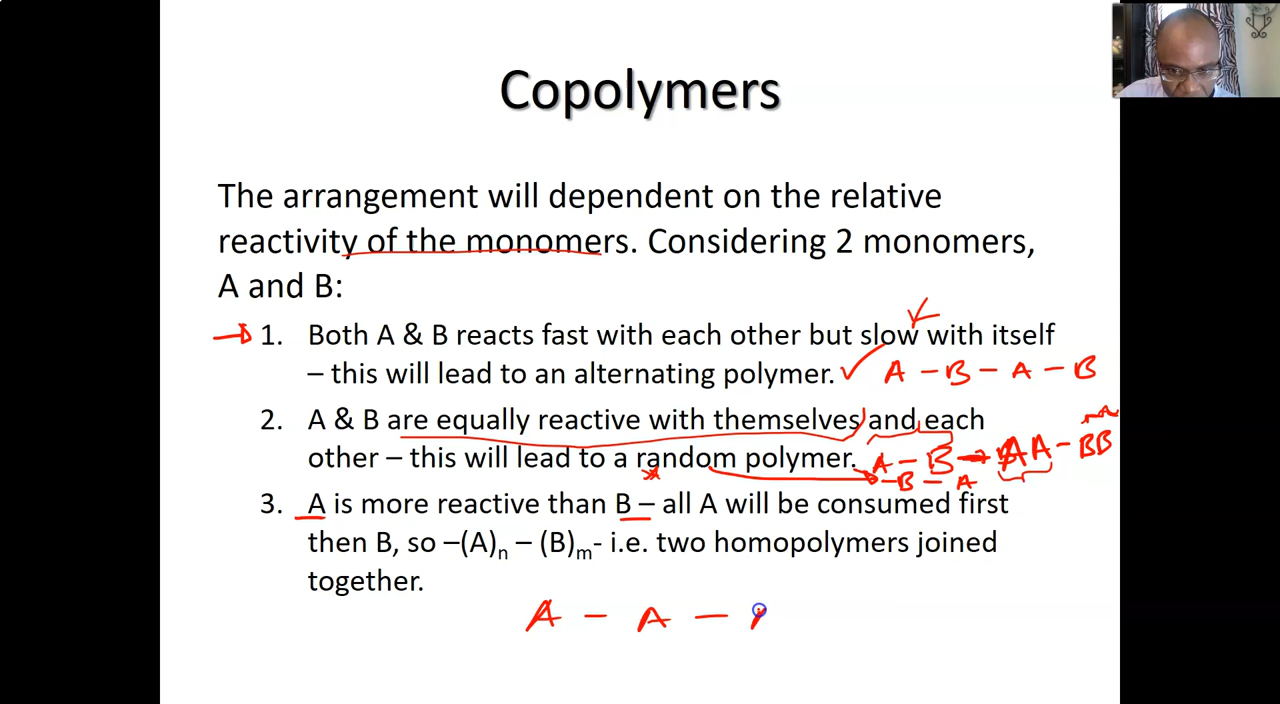 Copolymers
The arrangement will dependent on the relative
reactivity of the monomers. Considering 2 monomers,
A and B:
1. Both A & B reacts fast with each other but slow with itself
– this will lead to an alternating polymer. A – B – A – B
2. A & B are equally reactive with themselves and each
other – this will lead to a random polymer. A – B – AA – BB
– B – A
3. A is more reactive than B – all A will be consumed first
then B, so –(A)n – (B)m- i.e. two homopolymers joined
together.
A – A –